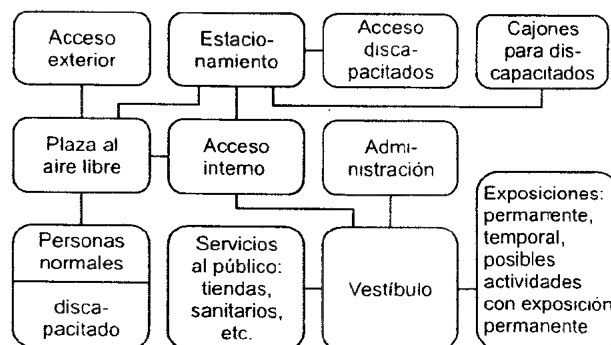 Acceso
exterior
Estacio-
namiento
Acceso
disca-
pacitados
Cajones
para dis-
capacitados
Plaza al
aire libre
Acceso
interno
Admi-
nistración
Personas
normales
disca-
pacitado
Servicios
al público:
tiendas,
sanitarios,
etc.
Vestíbulo
Exposiciones:
permanente,
temporal,
posibles
actividades
con exposición
permanente